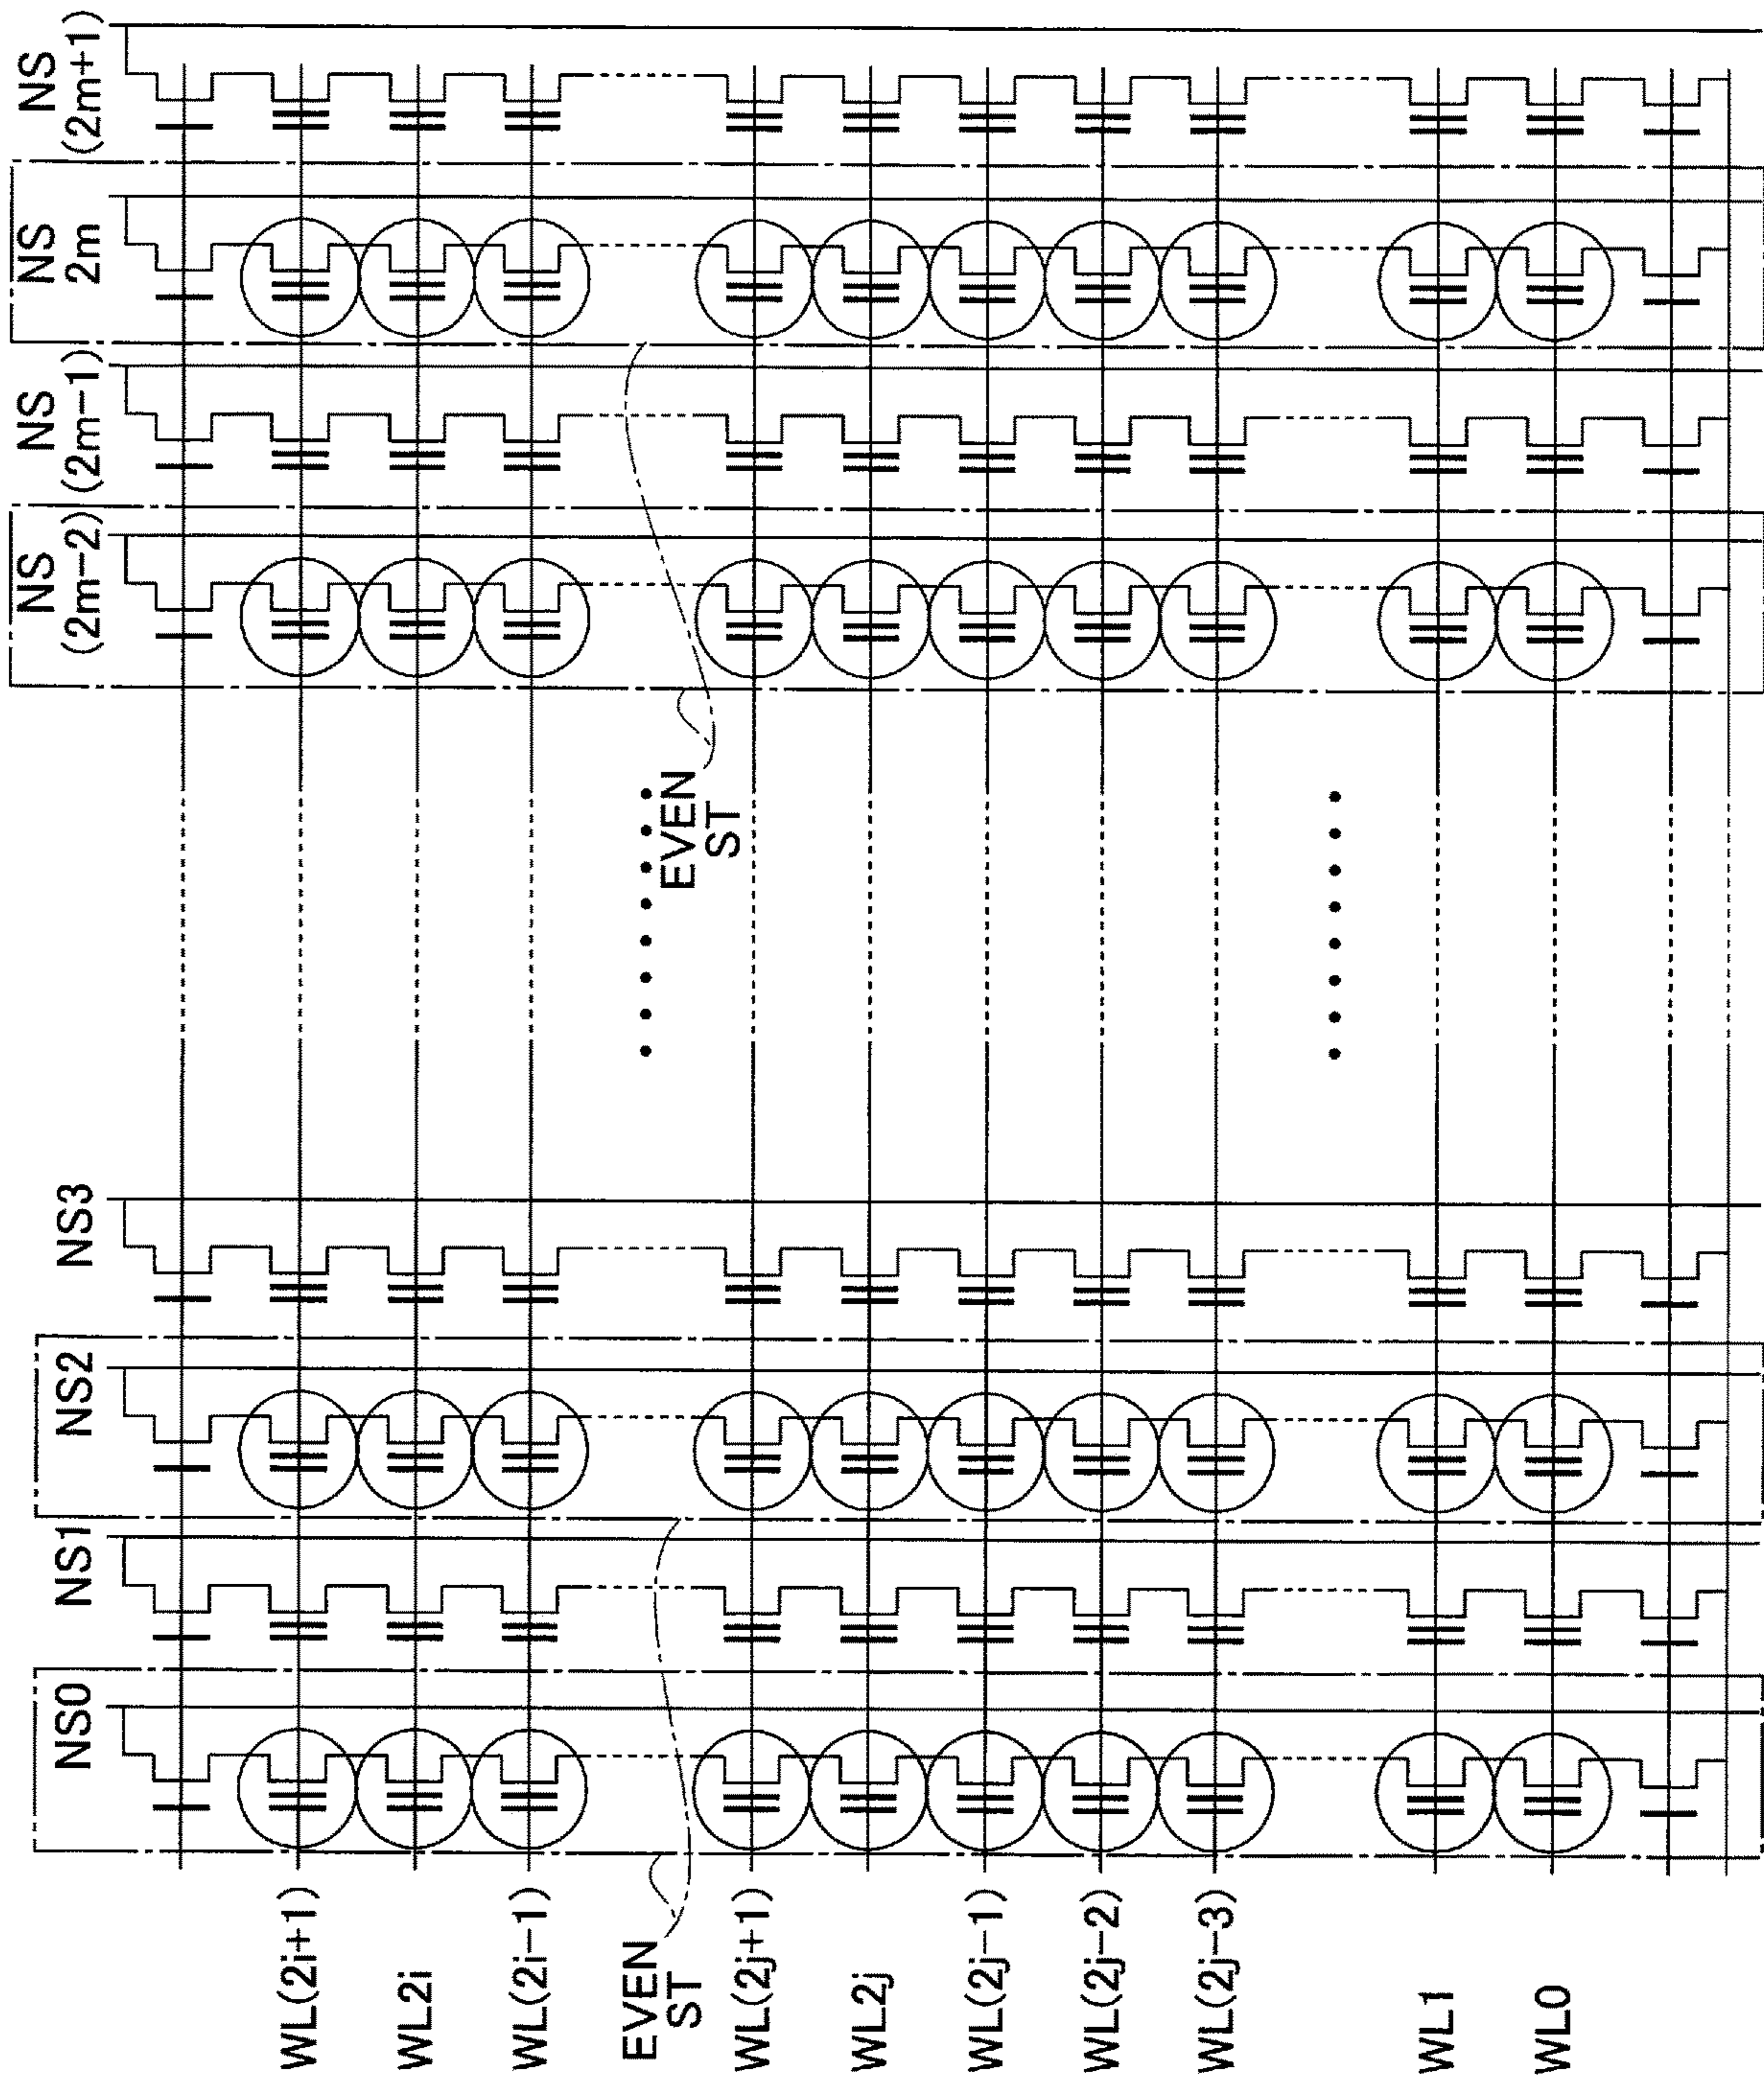 NS0
NS1
NS2
NS3
NS
(2m-2)
NS
(2m-1)
NS
2m
NS
(2m+1)
WL(2i+1)
WL2i
WL(2i-1)
EVEN
ST
EVEN
ST
WL(2j+1)
WL2j
WL(2j-1)
WL(2j-2)
WL(2j-3)
WL1
WL0